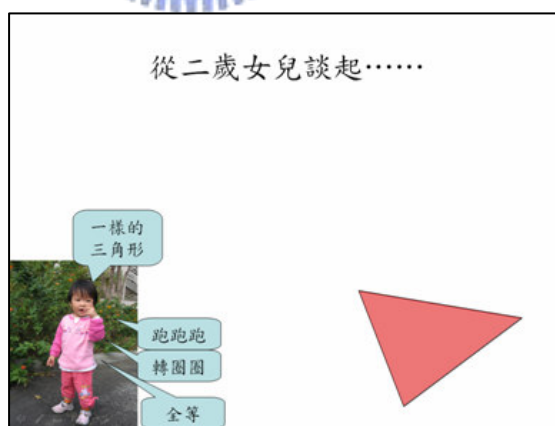 從二歲女兒談起……
一樣的
三角形
跑跑跑
轉圈圈
全等